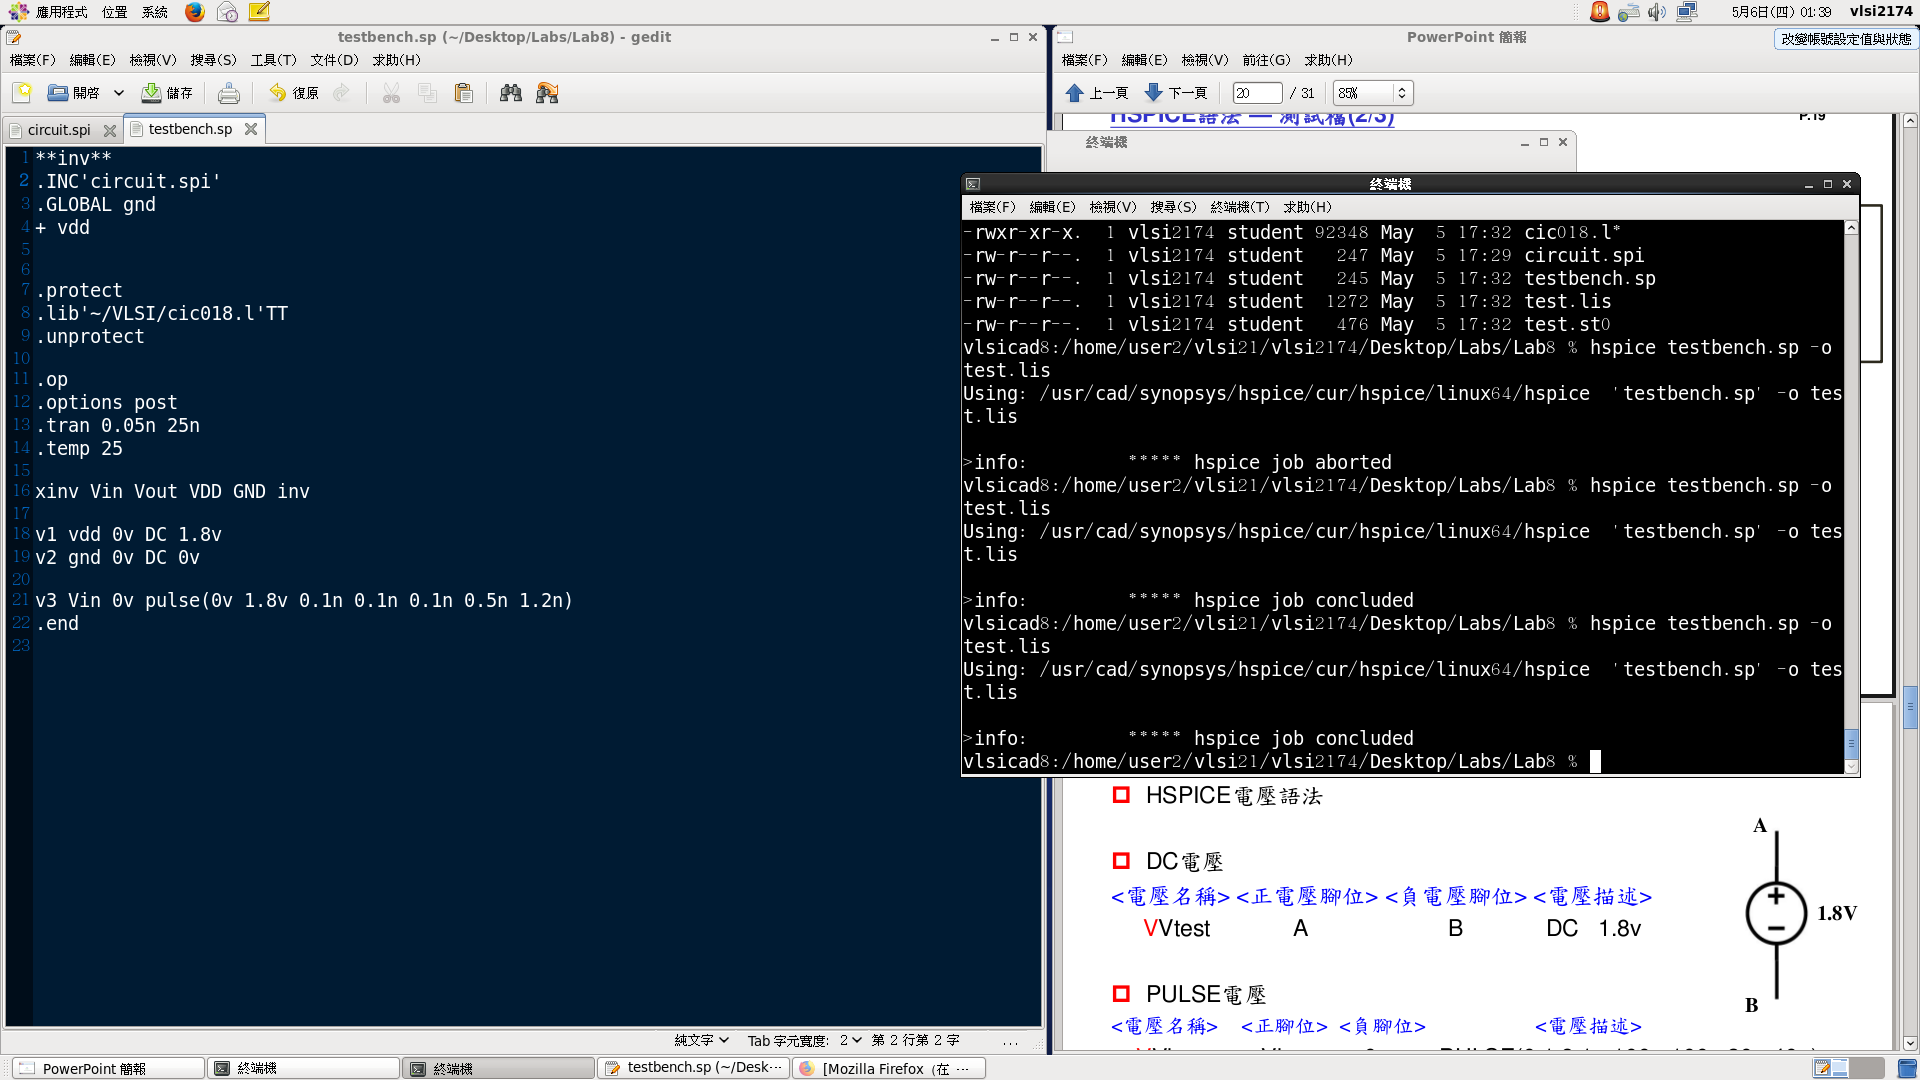 應用程式 位置 系統
5月6日(四) 01:39 vlsi2174
testbench.sp (~/Desktop/Labs/Lab8) - gedit
檔案(F) 編輯(E) 檢視(V) 搜尋(S) 工具(T) 文件(D) 求助(H)
開啓 儲存 復原
circuit.spi testbench.sp
1 **inv**
2 .INC'circuit.spi'
3 .GLOBAL gnd
4 + vdd
5
6
7 .protect
8 .lib'~/VLSI/cic018.l'TT
9 .unprotect
10
11 .op
12 .options post
13 .tran 0.05n 25n
14 .temp 25
15
16 xinv Vin Vout VDD GND inv
17
18 v1 vdd 0v DC 1.8v
19 v2 gnd 0v DC 0v
20
21 v3 Vin 0v pulse(0v 1.8v 0.1n 0.1n 0.1n 0.5n 1.2n)
22 .end
23
純文字 Tab 字元寬度: 2 第 2 行第 2 字 ...
PowerPoint 簡報
改變帳號設定值與狀態
檔案(F) 編輯(E) 檢視(V) 前往(G) 求助(H)
上一頁 下一頁 20 / 31 85%
HSPICE語法 — 測試檔(2/3)
P.19
終端機
終端機
檔案(F) 編輯(E) 檢視(V) 搜尋(S) 終端機(T) 求助(H)
-rwxr-xr-x. 1 vlsi2174 student 92348 May 5 17:32 cic018.l*
-rw-r--r--. 1 vlsi2174 student 247 May 5 17:29 circuit.spi
-rw-r--r--. 1 vlsi2174 student 245 May 5 17:32 testbench.sp
-rw-r--r--. 1 vlsi2174 student 1272 May 5 17:32 test.lis
-rw-r--r--. 1 vlsi2174 student 476 May 5 17:32 test.st0
vlsicad8:/home/user2/vlsi21/vlsi2174/Desktop/Labs/Lab8 % hspice testbench.sp -o
test.lis
Using: /usr/cad/synopsys/hspice/cur/hspice/linux64/hspice 'testbench.sp' -o tes
t.lis
>info: ***** hspice job aborted
vlsicad8:/home/user2/vlsi21/vlsi2174/Desktop/Labs/Lab8 % hspice testbench.sp -o
test.lis
Using: /usr/cad/synopsys/hspice/cur/hspice/linux64/hspice 'testbench.sp' -o tes
t.lis
>info: ***** hspice job concluded
vlsicad8:/home/user2/vlsi21/vlsi2174/Desktop/Labs/Lab8 % hspice testbench.sp -o
test.lis
Using: /usr/cad/synopsys/hspice/cur/hspice/linux64/hspice 'testbench.sp' -o tes
t.lis
>info: ***** hspice job concluded
vlsicad8:/home/user2/vlsi21/vlsi2174/Desktop/Labs/Lab8 %
HSPICE電壓語法
DC電壓
<電壓名稱> <正電壓腳位> <負電壓腳位> <電壓描述>
VVtest A B DC 1.8v
A
1.8V
B
PULSE電壓
<電壓名稱> <正腳位> <負腳位> <電壓描述>
PowerPoint 簡報 終端機 終端機 testbench.sp (~/Desk... [Mozilla Firefox (在 ...